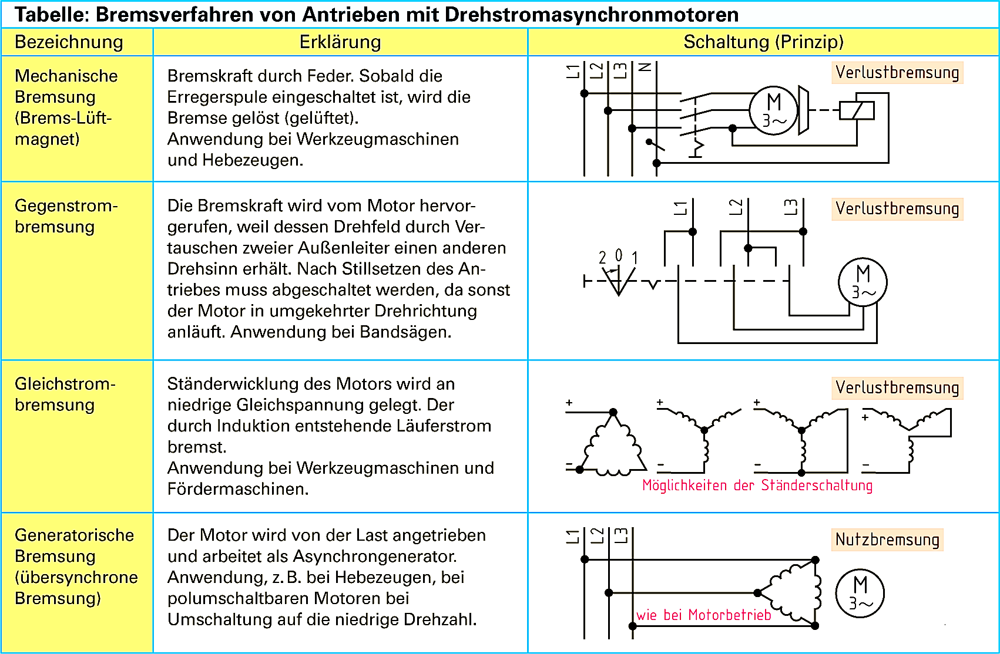 Tabelle: Bremsverfahren von Antrieben mit Drehstromasynchronmotoren
Bezeichnung
Erklärung
Schaltung (Prinzip)
Mechanische
Bremsung
(Brems-Lüft-
magnet)
Bremskraft durch Feder. Sobald die
Erregerspule eingeschaltet ist, wird die
Bremse gelöst (gelüftet).
Anwendung bei Werkzeugmaschinen
und Hebezeugen.
L1
L2
L3
N
M
3~
Verlustbremsung
Gegenstrom-
bremsung
Die Bremskraft wird vom Motor hervor-
gerufen, weil dessen Drehfeld durch Ver-
tauschen zweier Außenleiter einen anderen
Drehsinn erhält. Nach Stillsetzen des An-
triebes muss abgeschaltet werden, da sonst
der Motor in umgekehrter Drehrichtung
anläuft. Anwendung bei Bandsägen.
L1
L2
L3
Verlustbremsung
2 0 1
M
3~
Gleichstrom-
bremsung
Ständerwicklung des Motors wird an
niedrige Gleichspannung gelegt. Der
durch Induktion entstehende Läuferstrom
bremst.
Anwendung bei Werkzeugmaschinen und
Fördermaschinen.
Verlustbremsung
+ + + +
- - - -
Möglichkeiten der Ständerschaltung
Generatorische
Bremsung
(übersynchrone
Bremsung)
Der Motor wird von der Last angetrieben
und arbeitet als Asynchrongenerator.
Anwendung, z. B. bei Hebezeugen, bei
polumschaltbaren Motoren bei
Umschaltung auf die niedrige Drehzahl.
L1
L2
L3
Nutzbremsung
M
3~
wie bei Motorbetrieb